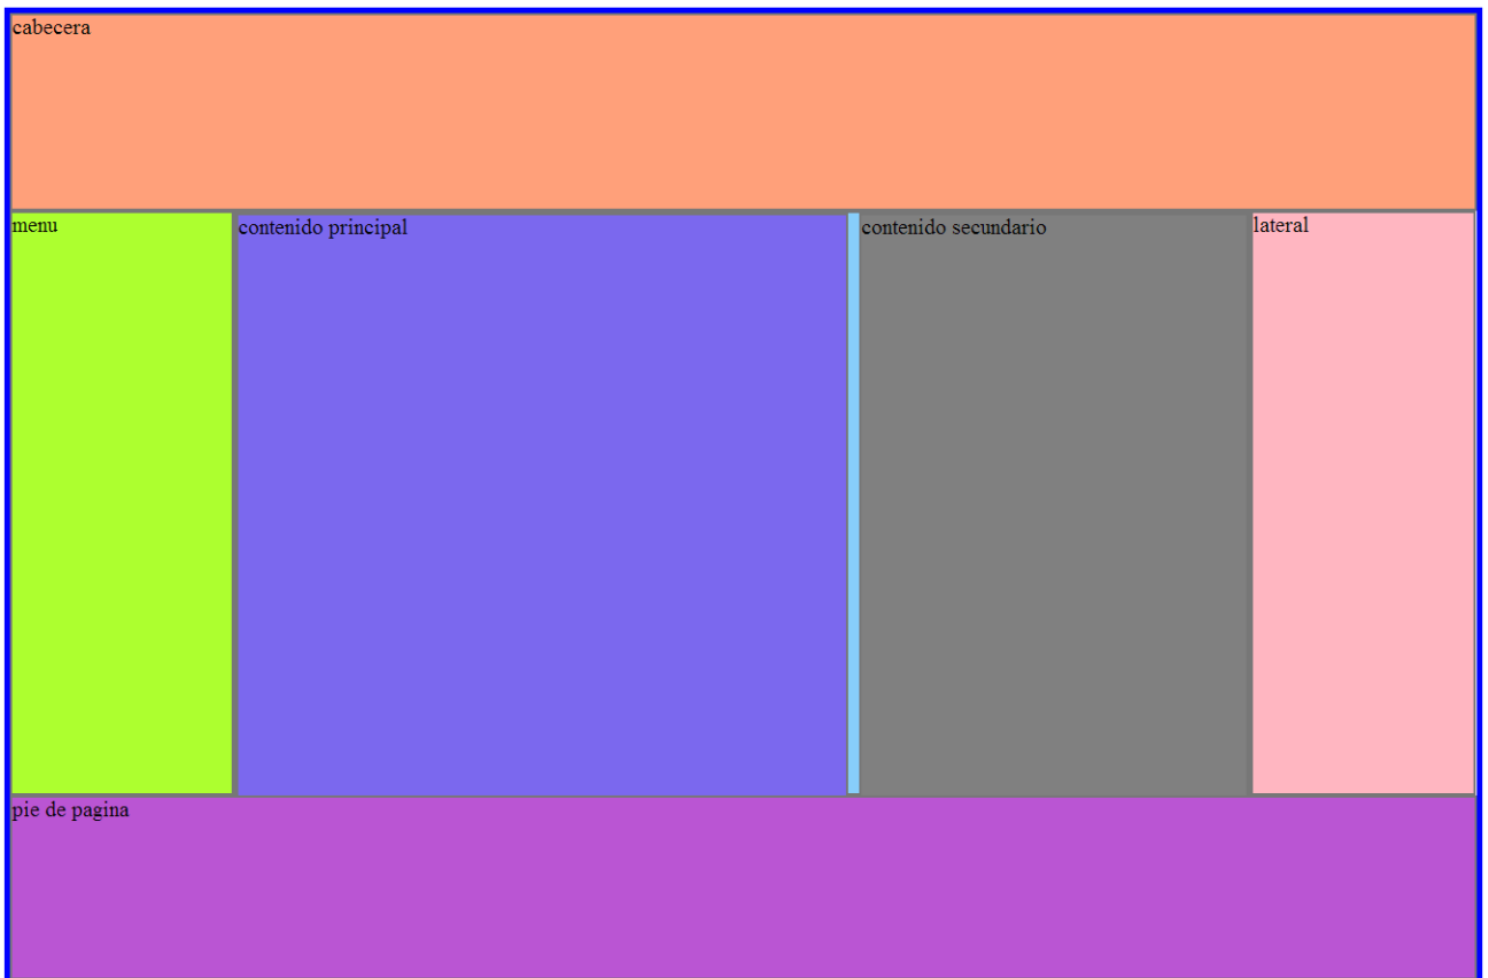 cabecera
menu
contenido principal
contenido secundario
lateral
pie de pagina